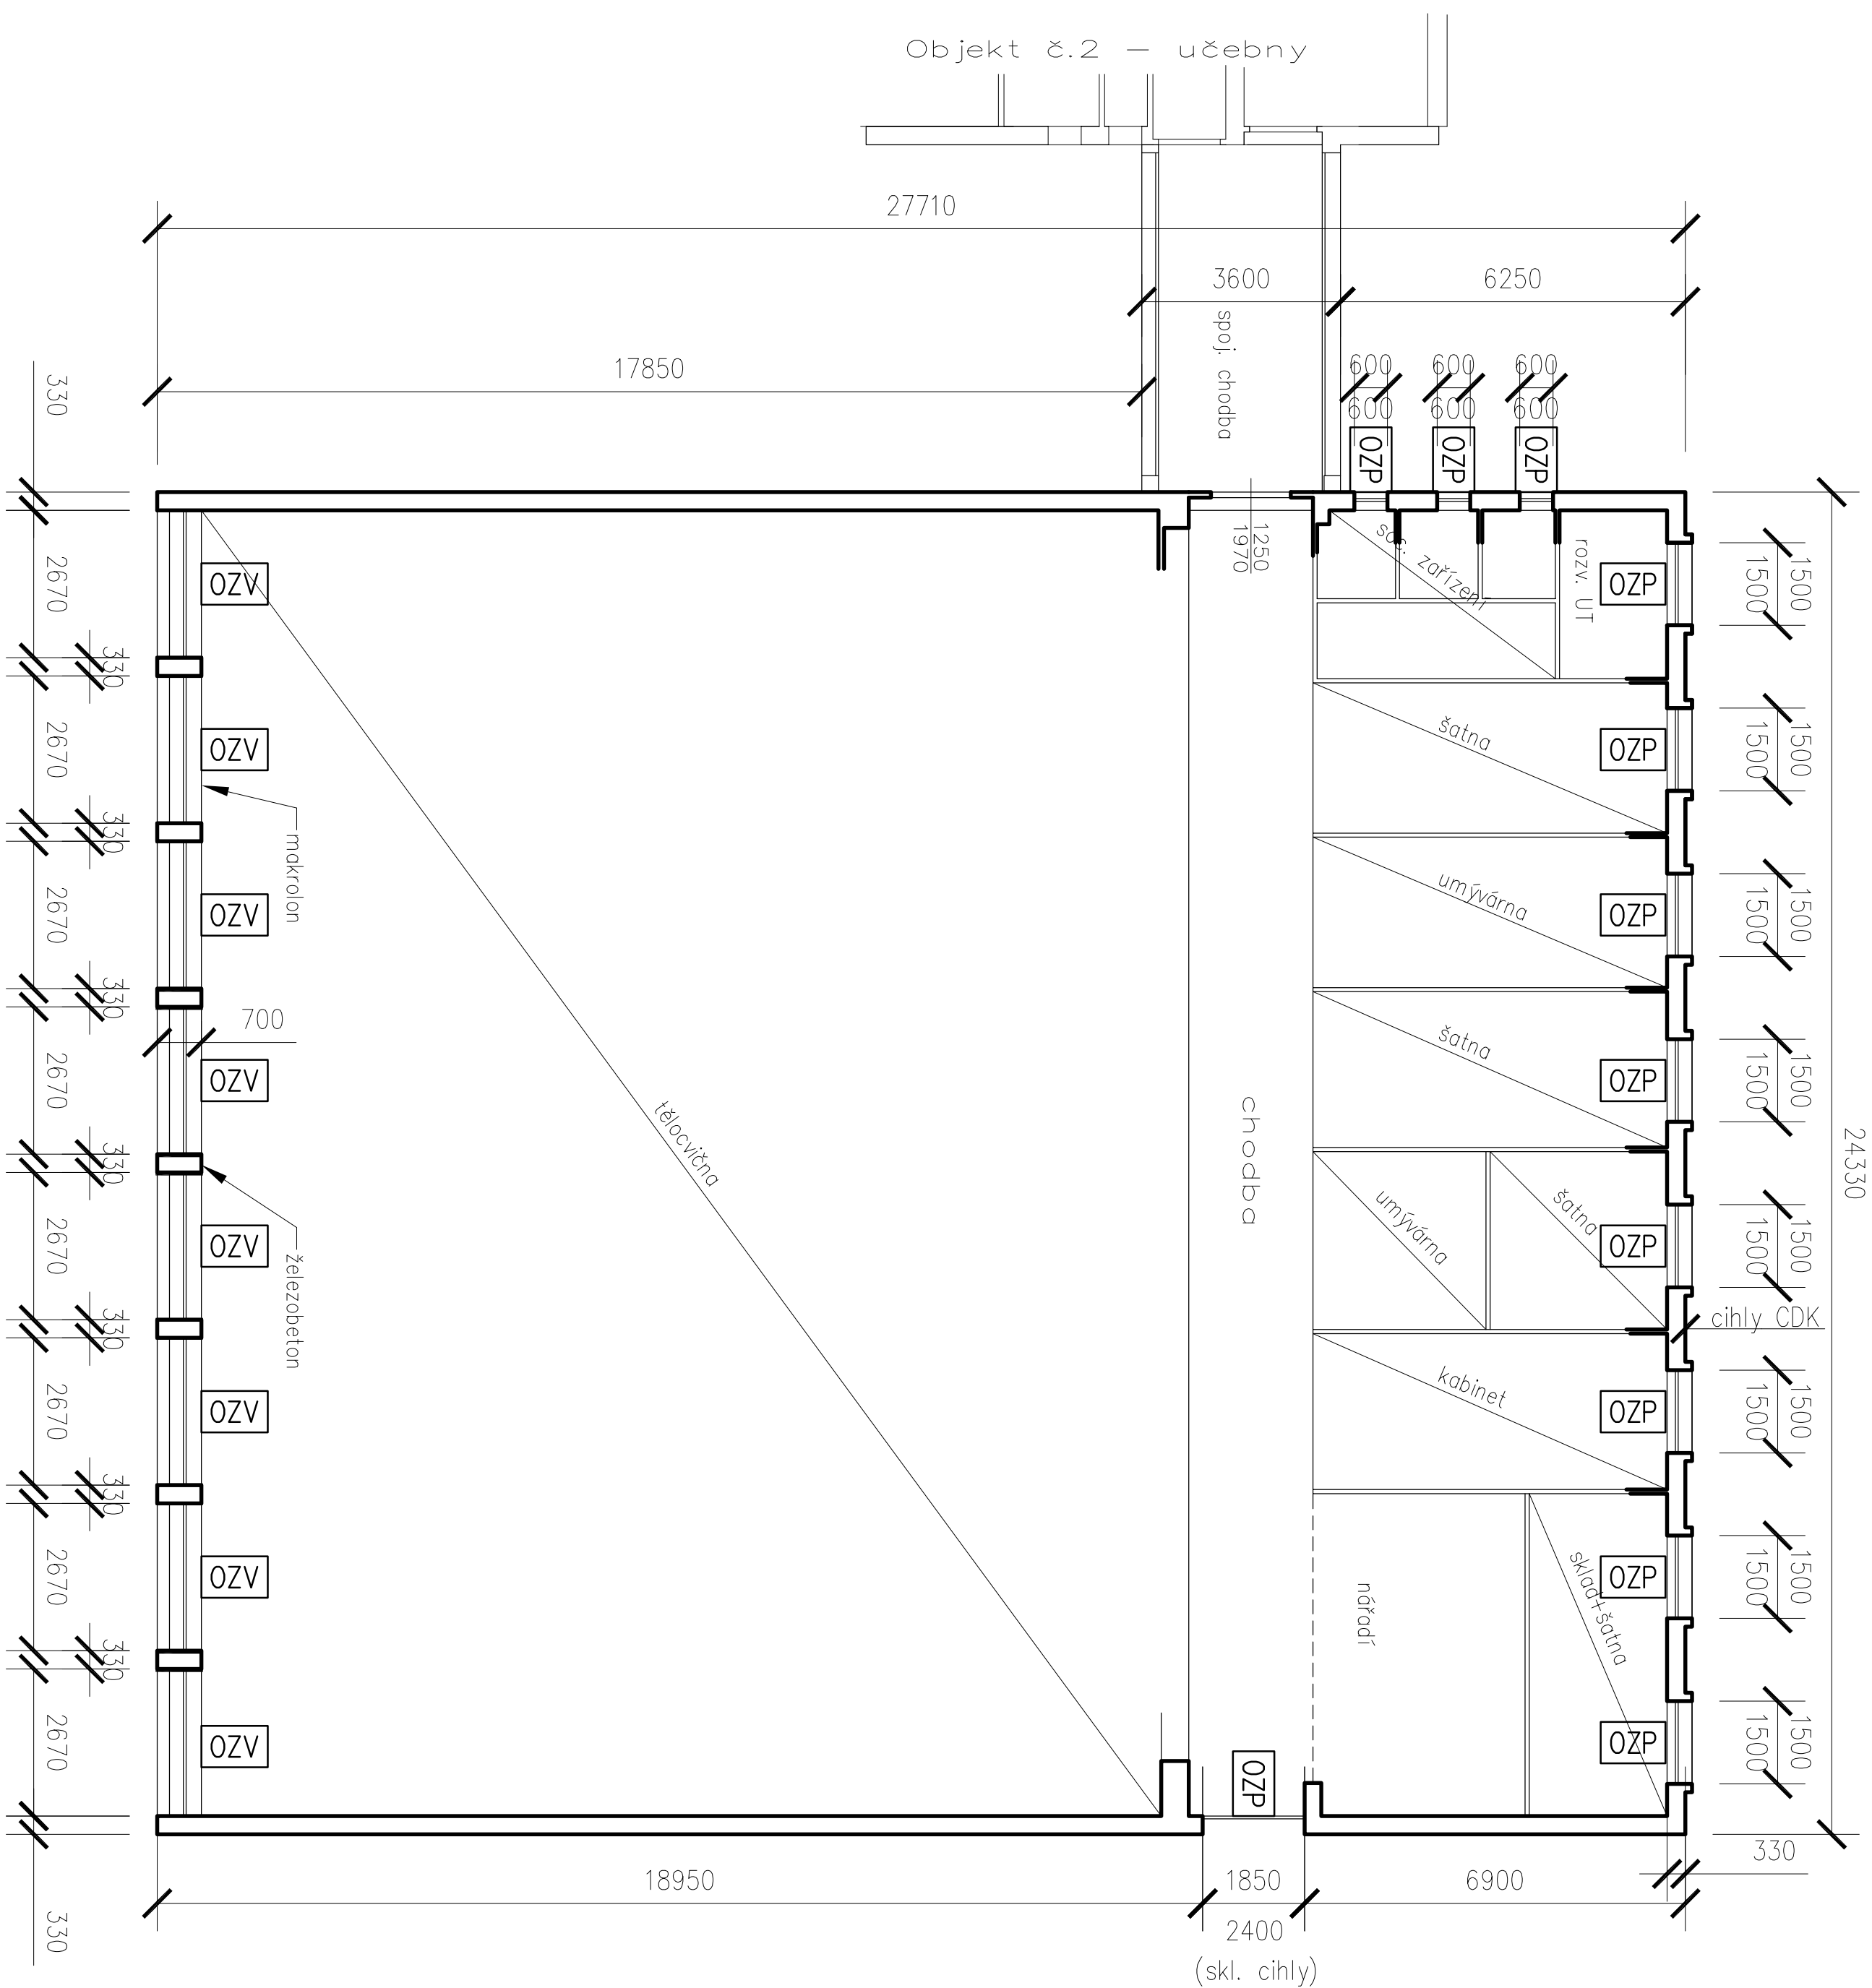 Objekt č.2 – učebny
27710
3600
6250
17850
spoj. chodba
600
600
600
600
600
600
OZP
OZP
OZP
330
1250
1970
soc. zařízení
rozv. UT
OZV
OZP
1500
1500
2670
330
OZV
šatna
OZP
1500
1500
2670
makrolon
330
OZV
umývárna
OZP
1500
1500
2670
330
700
OZV
šatna
OZP
1500
1500
2670
tělocvična
chodba
24330
330
železobeton
OZV
umývárna
šatna
OZP
1500
1500
2670
cihly CDK
330
OZV
kabinet
OZP
1500
1500
2670
330
OZV
nářadí
sklad+šatna
OZP
1500
1500
2670
330
OZV
OZP
OZP
1500
1500
2670
330
18950
1850
6900
2400
(skl. cihly)
330